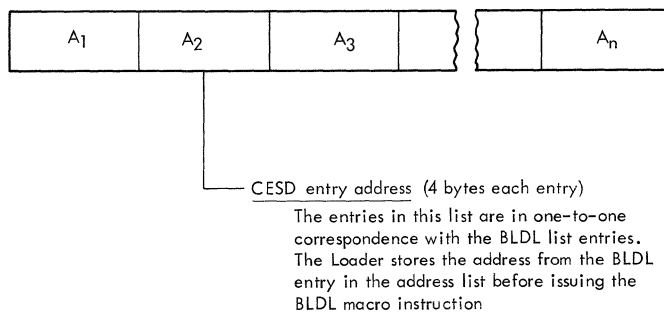 A1 A2 A3 An
CESD entry address (4 bytes each entry)
The entries in this list are in one-to-one
correspondence with the BLDL list entries.
The Loader stores the address from the BLDL
entry in the address list before issuing the
BLDL macro instruction